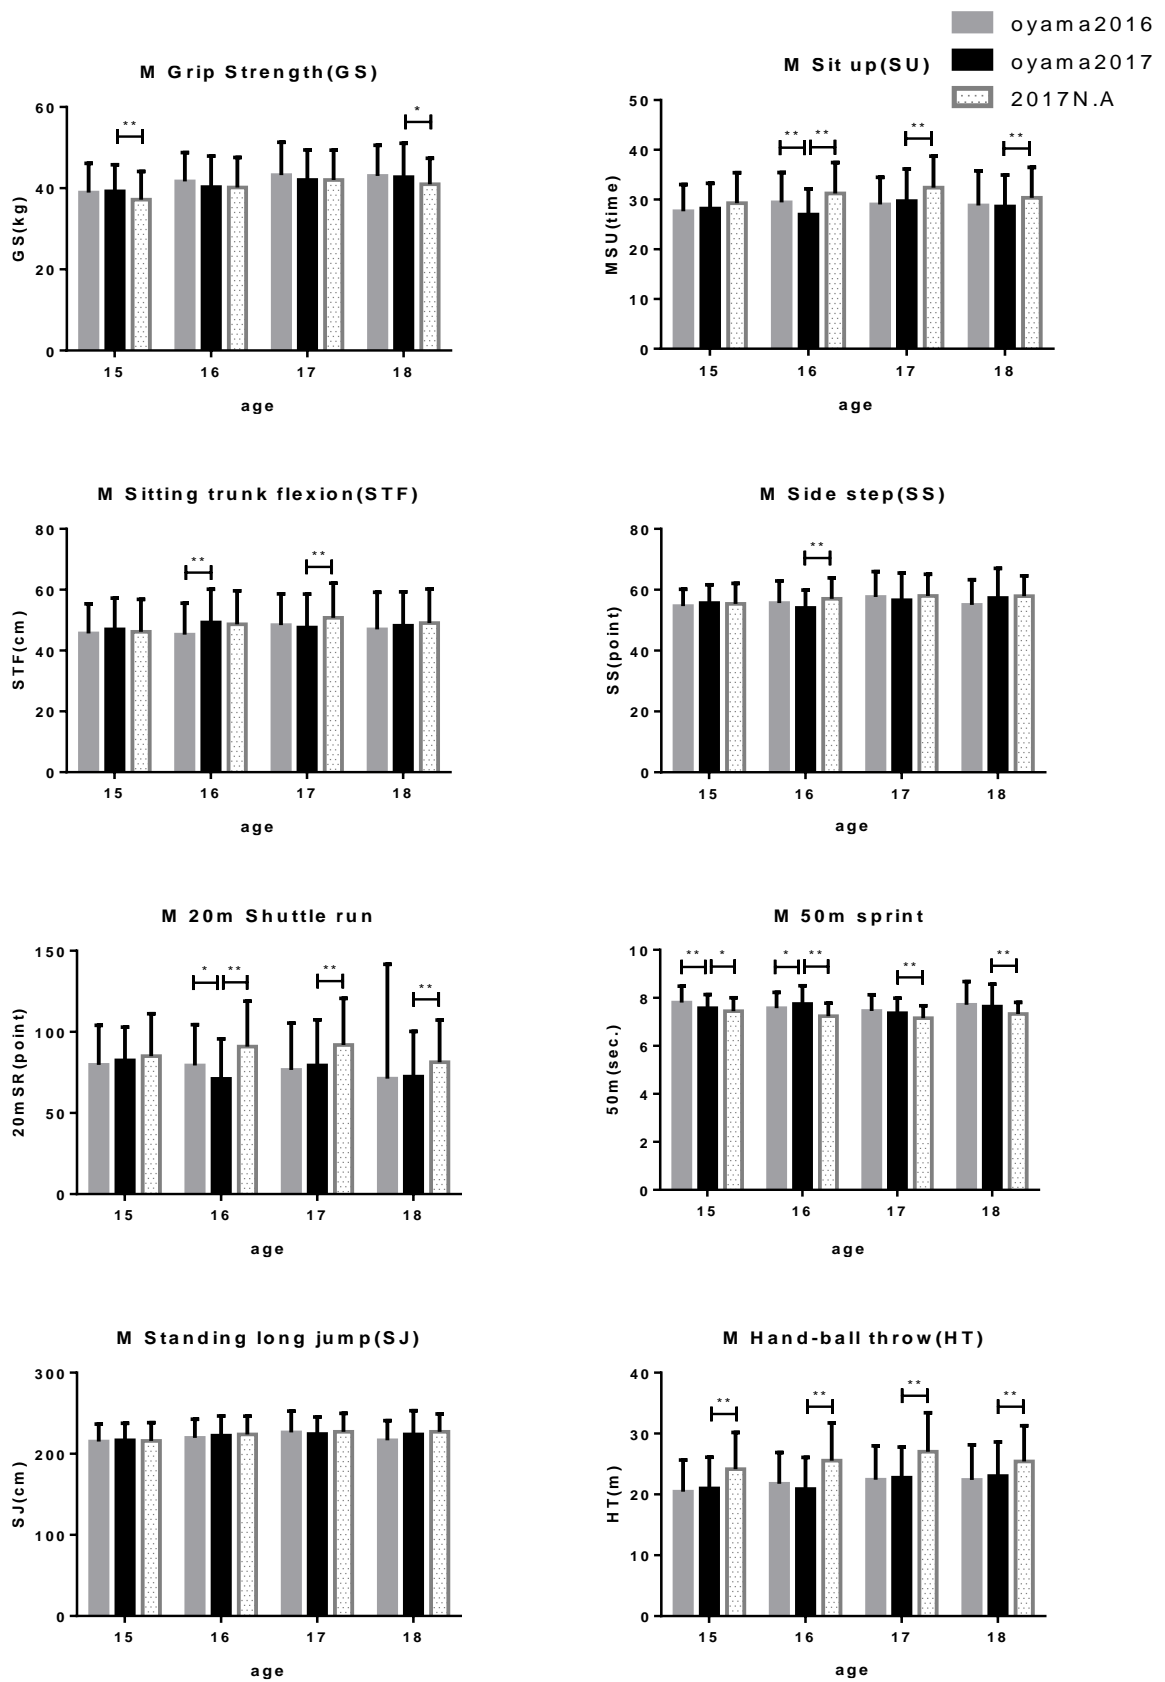 oyama2016
oyama2017
2017N.A
M Grip Strength(GS)
60
40
20
0
GS(kg)
**
*
15 16 17 18
age
M Sit up(SU)
50
40
30
20
10
0
MSU(time)
** ** ** **
15 16 17 18
age
M Sitting trunk flexion(STF)
80
60
40
20
0
STF(cm)
** **
15 16 17 18
age
M Side step(SS)
80
60
40
20
0
SS(point)
**
15 16 17 18
age
M 20m Shuttle run
150
100
50
0
20mSR(point)
* ** ** **
15 16 17 18
age
M 50m sprint
10
8
6
4
2
0
50m(sec.)
** * * ** ** **
15 16 17 18
age
M Standing long jump(SJ)
300
200
100
0
SJ(cm)
15 16 17 18
age
M Hand-ball throw(HT)
40
30
20
10
0
HT(m)
** ** ** **
15 16 17 18
age